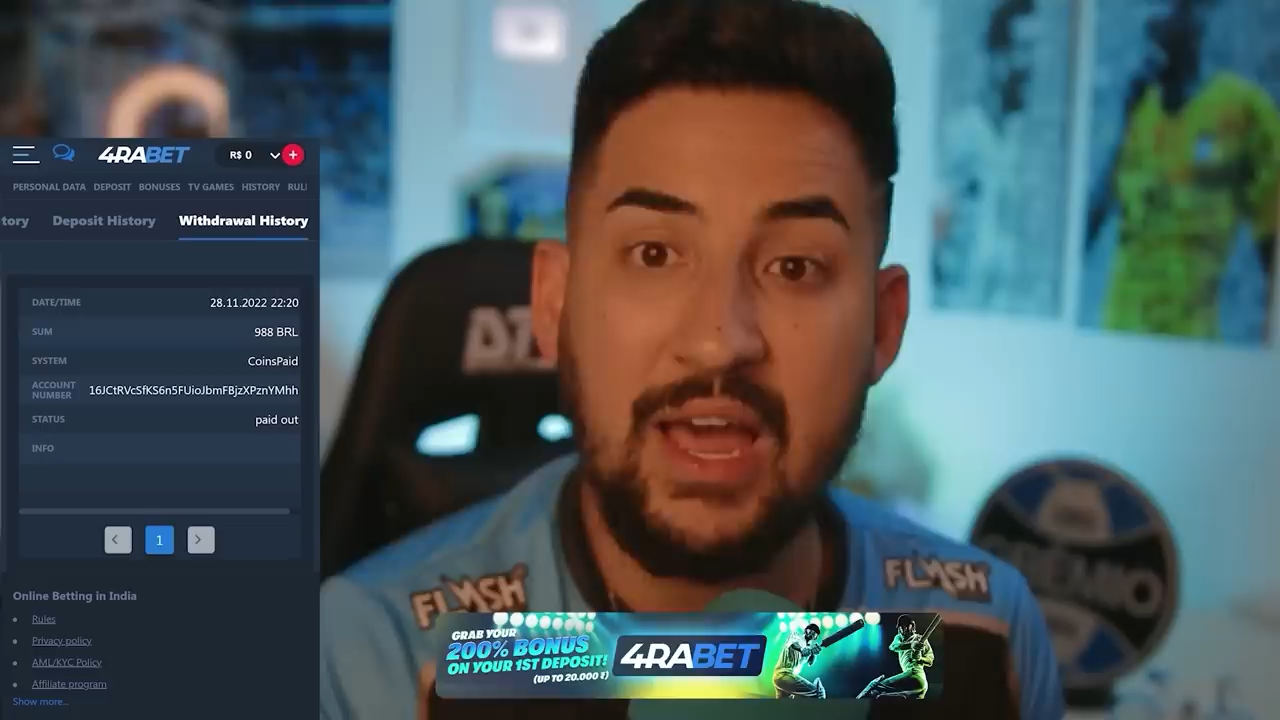 4RABET
R$ 0
PERSONAL DATA DEPOSIT BONUSES TV GAMES HISTORY RUL
tory Deposit History Withdrawal History
DATE/TIME 28.11.2022 22:20
SUM 988 BRL
SYSTEM CoinsPaid
ACCOUNT NUMBER 16JCtRVcSfKS6n5FUioJbmFBjzXPznYMhh
STATUS paid out
INFO
1
Online Betting in India
Rules
Privacy policy
AML/KYC Policy
Affiliate program
Show more...
FLMSH
FLMSH
GRÊMIO
GRAB YOUR
200% BONUS
ON YOUR 1ST DEPOSIT!
(UP TO 20.000 ₹)
4RABET